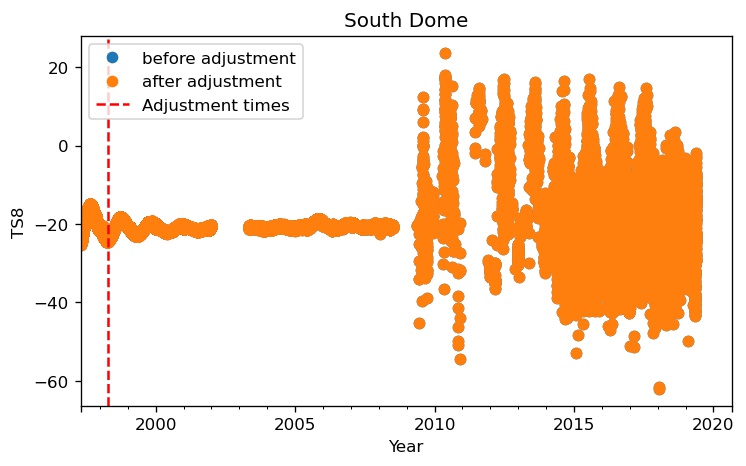 South Dome
before adjustment
after adjustment
Adjustment times
TS8
20
0
−20
−40
−60
2000
2005
2010
2015
2020
Year